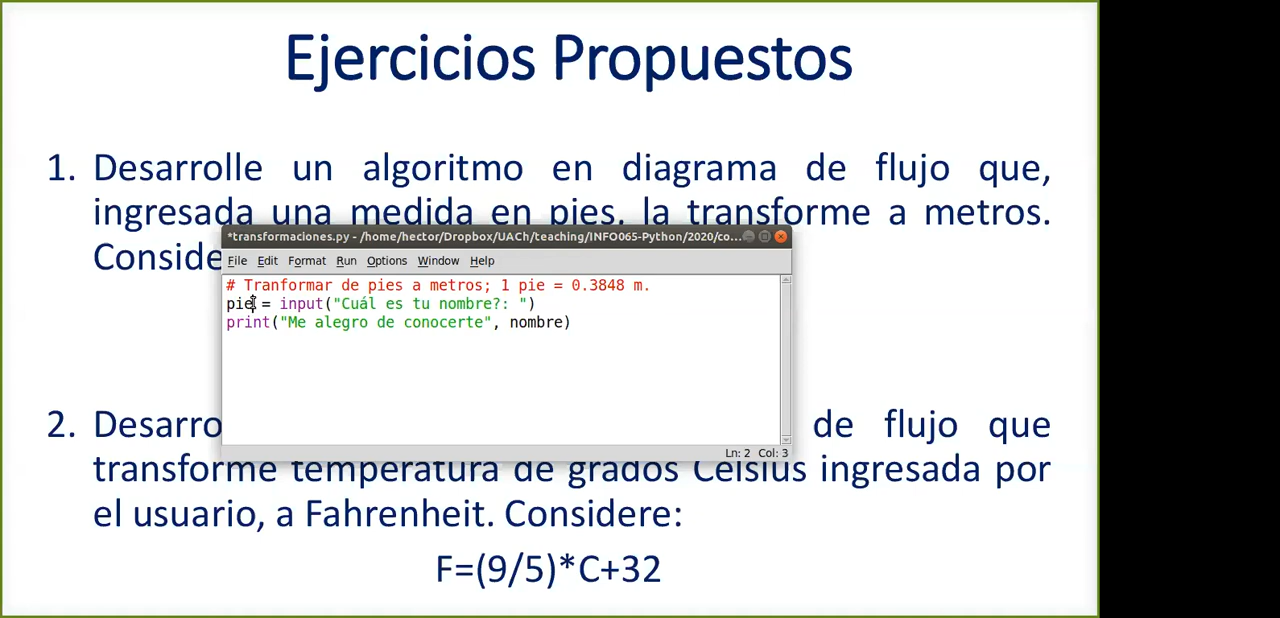 Ejercicios Propuestos
1. Desarrolle un algoritmo en diagrama de flujo que,
ingresada una medida en pies, la transforme a metros.
Conside
*transformaciones.py - /home/hector/Dropbox/UACh/teaching/INFO065-Python/2020/co...
File Edit Format Run Options Window Help
# Tranformar de pies a metros; 1 pie = 0.3848 m.
pie = input("Cuál es tu nombre?: ")
print("Me alegro de conocerte", nombre)
Ln: 2 Col: 3
2. Desarro de flujo que
transforme temperatura de grados Celsius ingresada por
el usuario, a Fahrenheit. Considere:
F=(9/5)*C+32